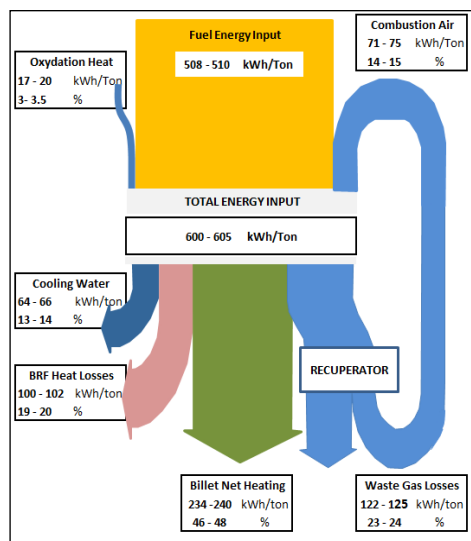 Fuel Energy Input
508 - 510 kWh/Ton
Combustion Air
71 - 75 kWh/Ton
14 - 15 %
Oxydation Heat
17 - 20 kWh/Ton
3- 3.5 %
TOTAL ENERGY INPUT
600 - 605 kWh/Ton
Cooling Water
64 - 66 kWh/ton
13 - 14 %
BRF Heat Losses
100 - 102 kWh/ton
19 - 20 %
RECUPERATOR
Billet Net Heating
234 -240 kWh/ton
46 - 48 %
Waste Gas Losses
122 - 125 kWh/ton
23 - 24 %